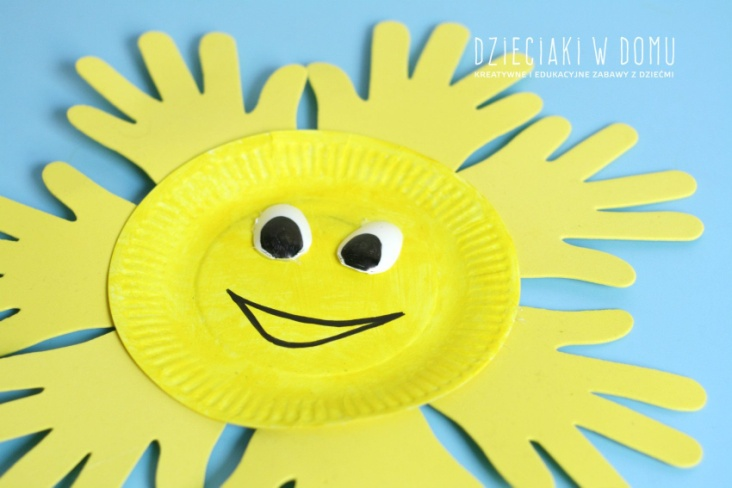 DZIECIAKI W DOMU
KREATYWNE I EDUKACYJNE ZABAWY Z DZIEĆMI